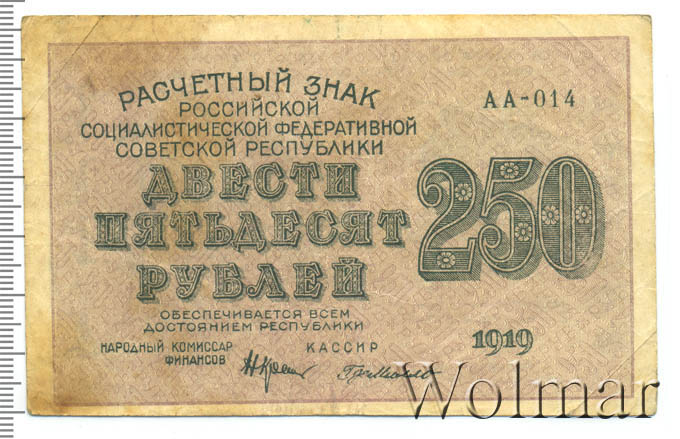 РАСЧЕТНЫЙ ЗНАК
РОССИЙСКОЙ
СОЦИАЛИСТИЧЕСКОЙ ФЕДЕРАТИВНОЙ
СОВЕТСКОЙ РЕСПУБЛИКИ
АА-014
ДВЕСТИ
ПЯТЬДЕСЯТ
РУБЛЕЙ
250
ОБЕСПЕЧИВАЕТСЯ ВСЕМ
ДОСТОЯНИЕМ РЕСПУБЛИКИ
1919
НАРОДНЫЙ КОМИССАР
ФИНАНСОВ
КАССИР
Wolmar